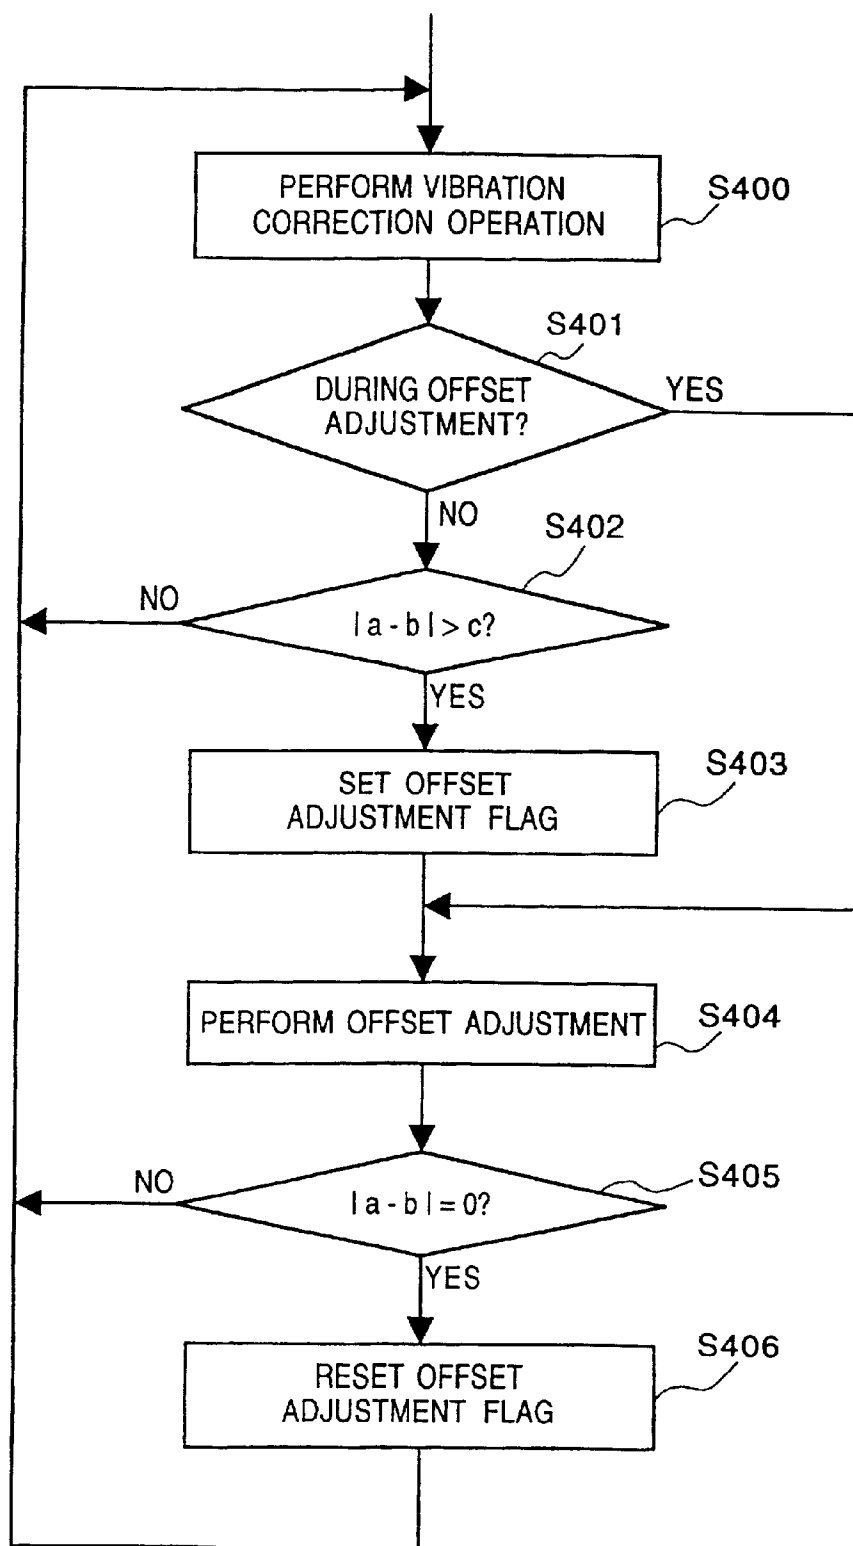 PERFORM VIBRATION
CORRECTION OPERATION
S400
S401
DURING OFFSET
ADJUSTMENT?
YES
NO
S402
NO
| a - b | > c?
YES
S403
SET OFFSET
ADJUSTMENT FLAG
S404
PERFORM OFFSET ADJUSTMENT
NO
S405
| a - b | = 0?
YES
S406
RESET OFFSET
ADJUSTMENT FLAG